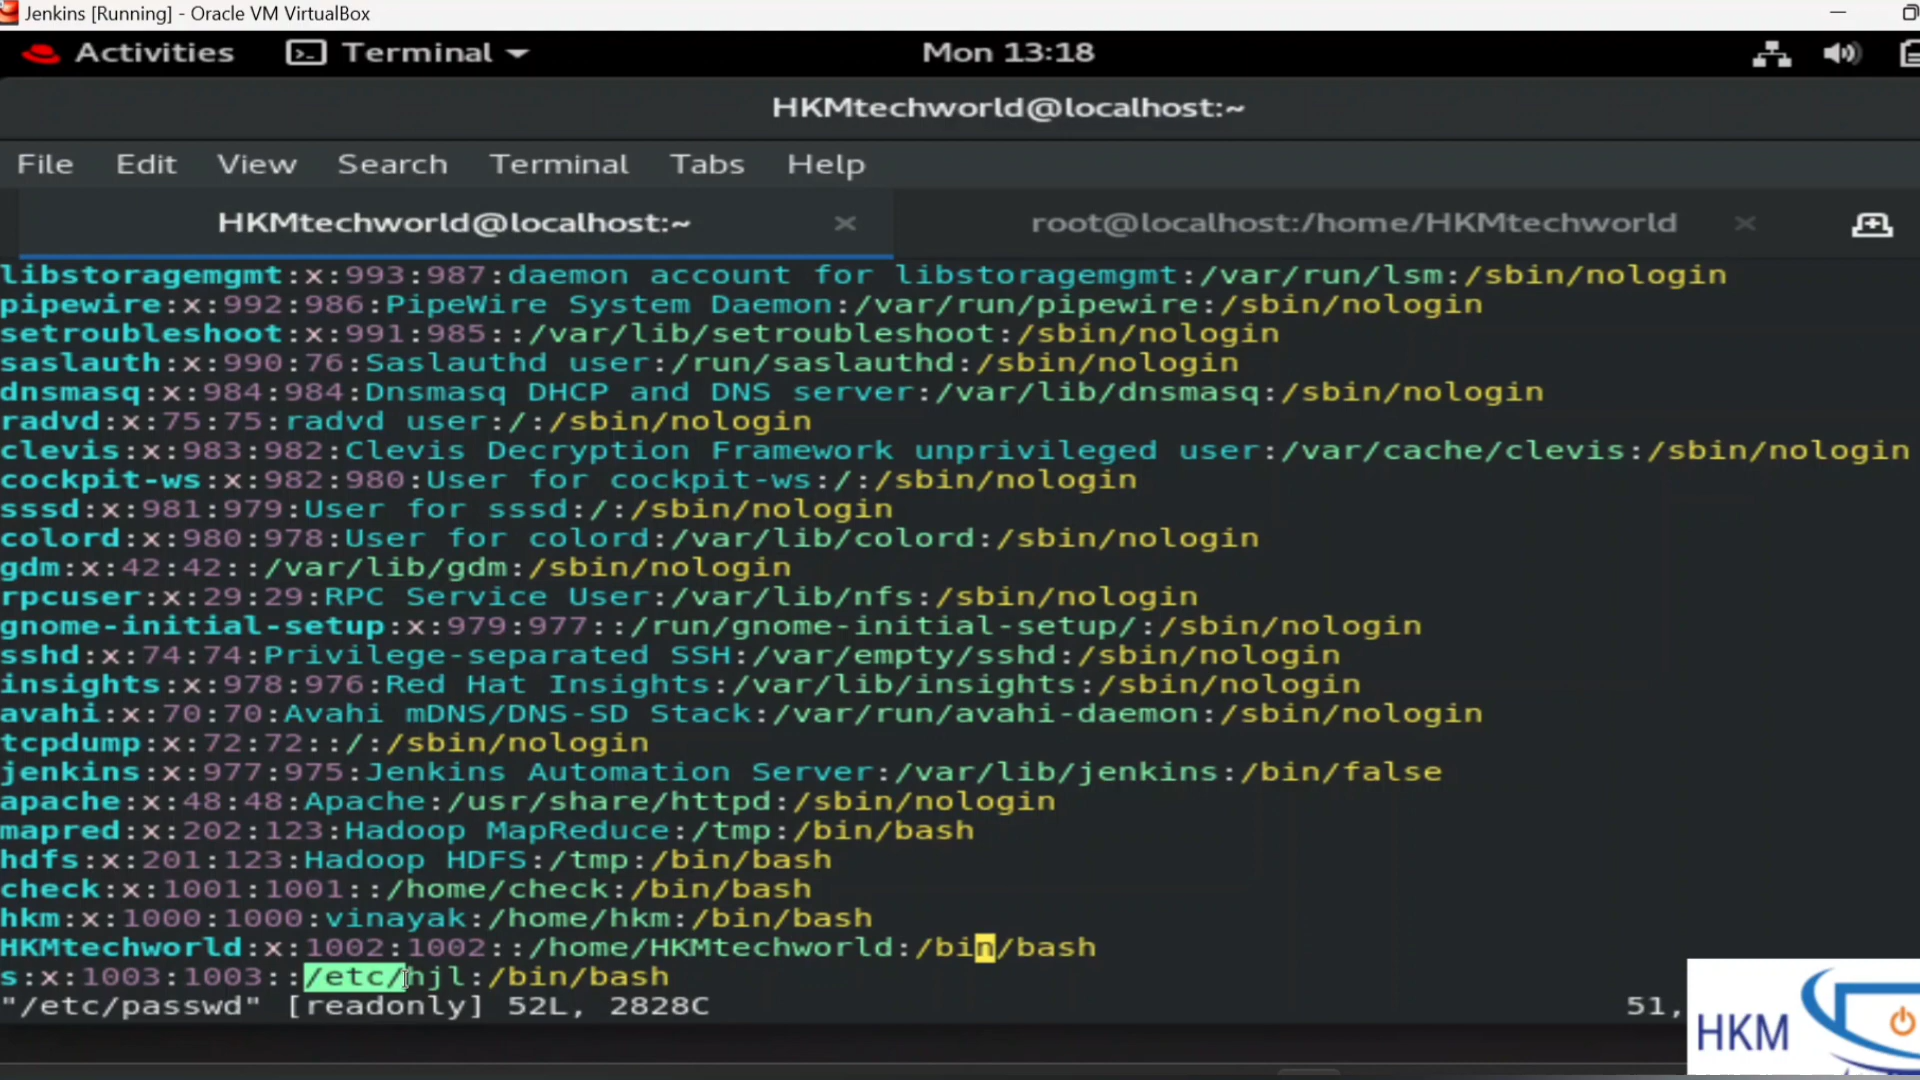 Jenkins [Running] - Oracle VM VirtualBox
Activities Terminal Mon 13:18
HKMtechworld@localhost:~
File Edit View Search Terminal Tabs Help
HKMtechworld@localhost:~ × root@localhost:/home/HKMtechworld ×
libstoragemgmt:x:993:987:daemon account for libstoragemgmt:/var/run/lsm:/sbin/nologin
pipewire:x:992:986:PipeWire System Daemon:/var/run/pipewire:/sbin/nologin
setroubleshoot:x:991:985::/var/lib/setroubleshoot:/sbin/nologin
saslauth:x:990:76:Saslauthd user:/run/saslauthd:/sbin/nologin
dnsmasq:x:984:984:Dnsmasq DHCP and DNS server:/var/lib/dnsmasq:/sbin/nologin
radvd:x:75:75:radvd user:/:/sbin/nologin
clevis:x:983:982:Clevis Decryption Framework unprivileged user:/var/cache/clevis:/sbin/nologin
cockpit-ws:x:982:980:User for cockpit-ws:/:/sbin/nologin
sssd:x:981:979:User for sssd:/:/sbin/nologin
colord:x:980:978:User for colord:/var/lib/colord:/sbin/nologin
gdm:x:42:42::/var/lib/gdm:/sbin/nologin
rpcuser:x:29:29:RPC Service User:/var/lib/nfs:/sbin/nologin
gnome-initial-setup:x:979:977::/run/gnome-initial-setup/:/sbin/nologin
sshd:x:74:74:Privilege-separated SSH:/var/empty/sshd:/sbin/nologin
insights:x:978:976:Red Hat Insights:/var/lib/insights:/sbin/nologin
avahi:x:70:70:Avahi mDNS/DNS-SD Stack:/var/run/avahi-daemon:/sbin/nologin
tcpdump:x:72:72::/:/sbin/nologin
jenkins:x:977:975:Jenkins Automation Server:/var/lib/jenkins:/bin/false
apache:x:48:48:Apache:/usr/share/httpd:/sbin/nologin
mapred:x:202:123:Hadoop MapReduce:/tmp:/bin/bash
hdfs:x:201:123:Hadoop HDFS:/tmp:/bin/bash
check:x:1001:1001::/home/check:/bin/bash
hkm:x:1000:1000:vinayak:/home/hkm:/bin/bash
HKMtechworld:x:1002:1002::/home/HKMtechworld:/bin/bash
s:x:1003:1003::/etc/njl:/bin/bash
"/etc/passwd" [readonly] 52L, 2828C 51,
HKM